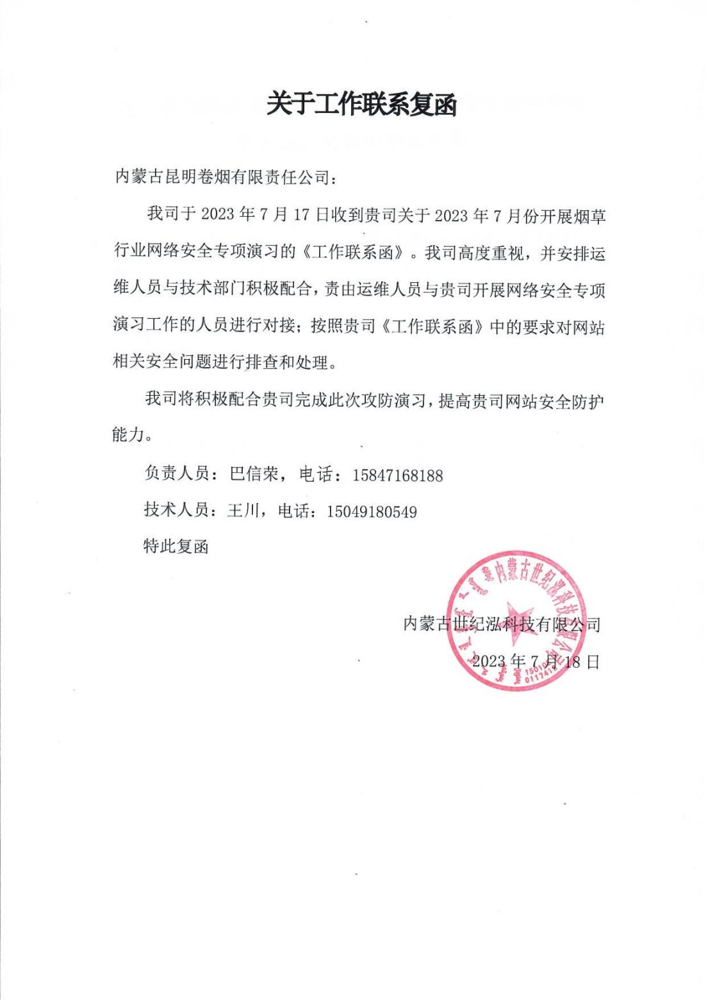 关于工作联系复函
内蒙古昆明卷烟有限责任公司：
我司于 2023 年 7 月 17 日收到贵司关于 2023 年 7 月份开展烟草
行业网络安全专项演习的《工作联系函》。我司高度重视，并安排运
维人员与技术部门积极配合，责由运维人员与贵司开展网络安全专项
演习工作的人员进行对接；按照贵司《工作联系函》中的要求对网站
相关安全问题进行排查和处理。
我司将积极配合贵司完成此次攻防演习，提高贵司网站安全防护
能力。
负责人员：巴信荣，电话：15847168188
技术人员：王川，电话：15049180549
特此复函
内蒙古世纪泓科技有限公司
2023 年 7 月 18 日
内蒙古世纪泓科技有限公司